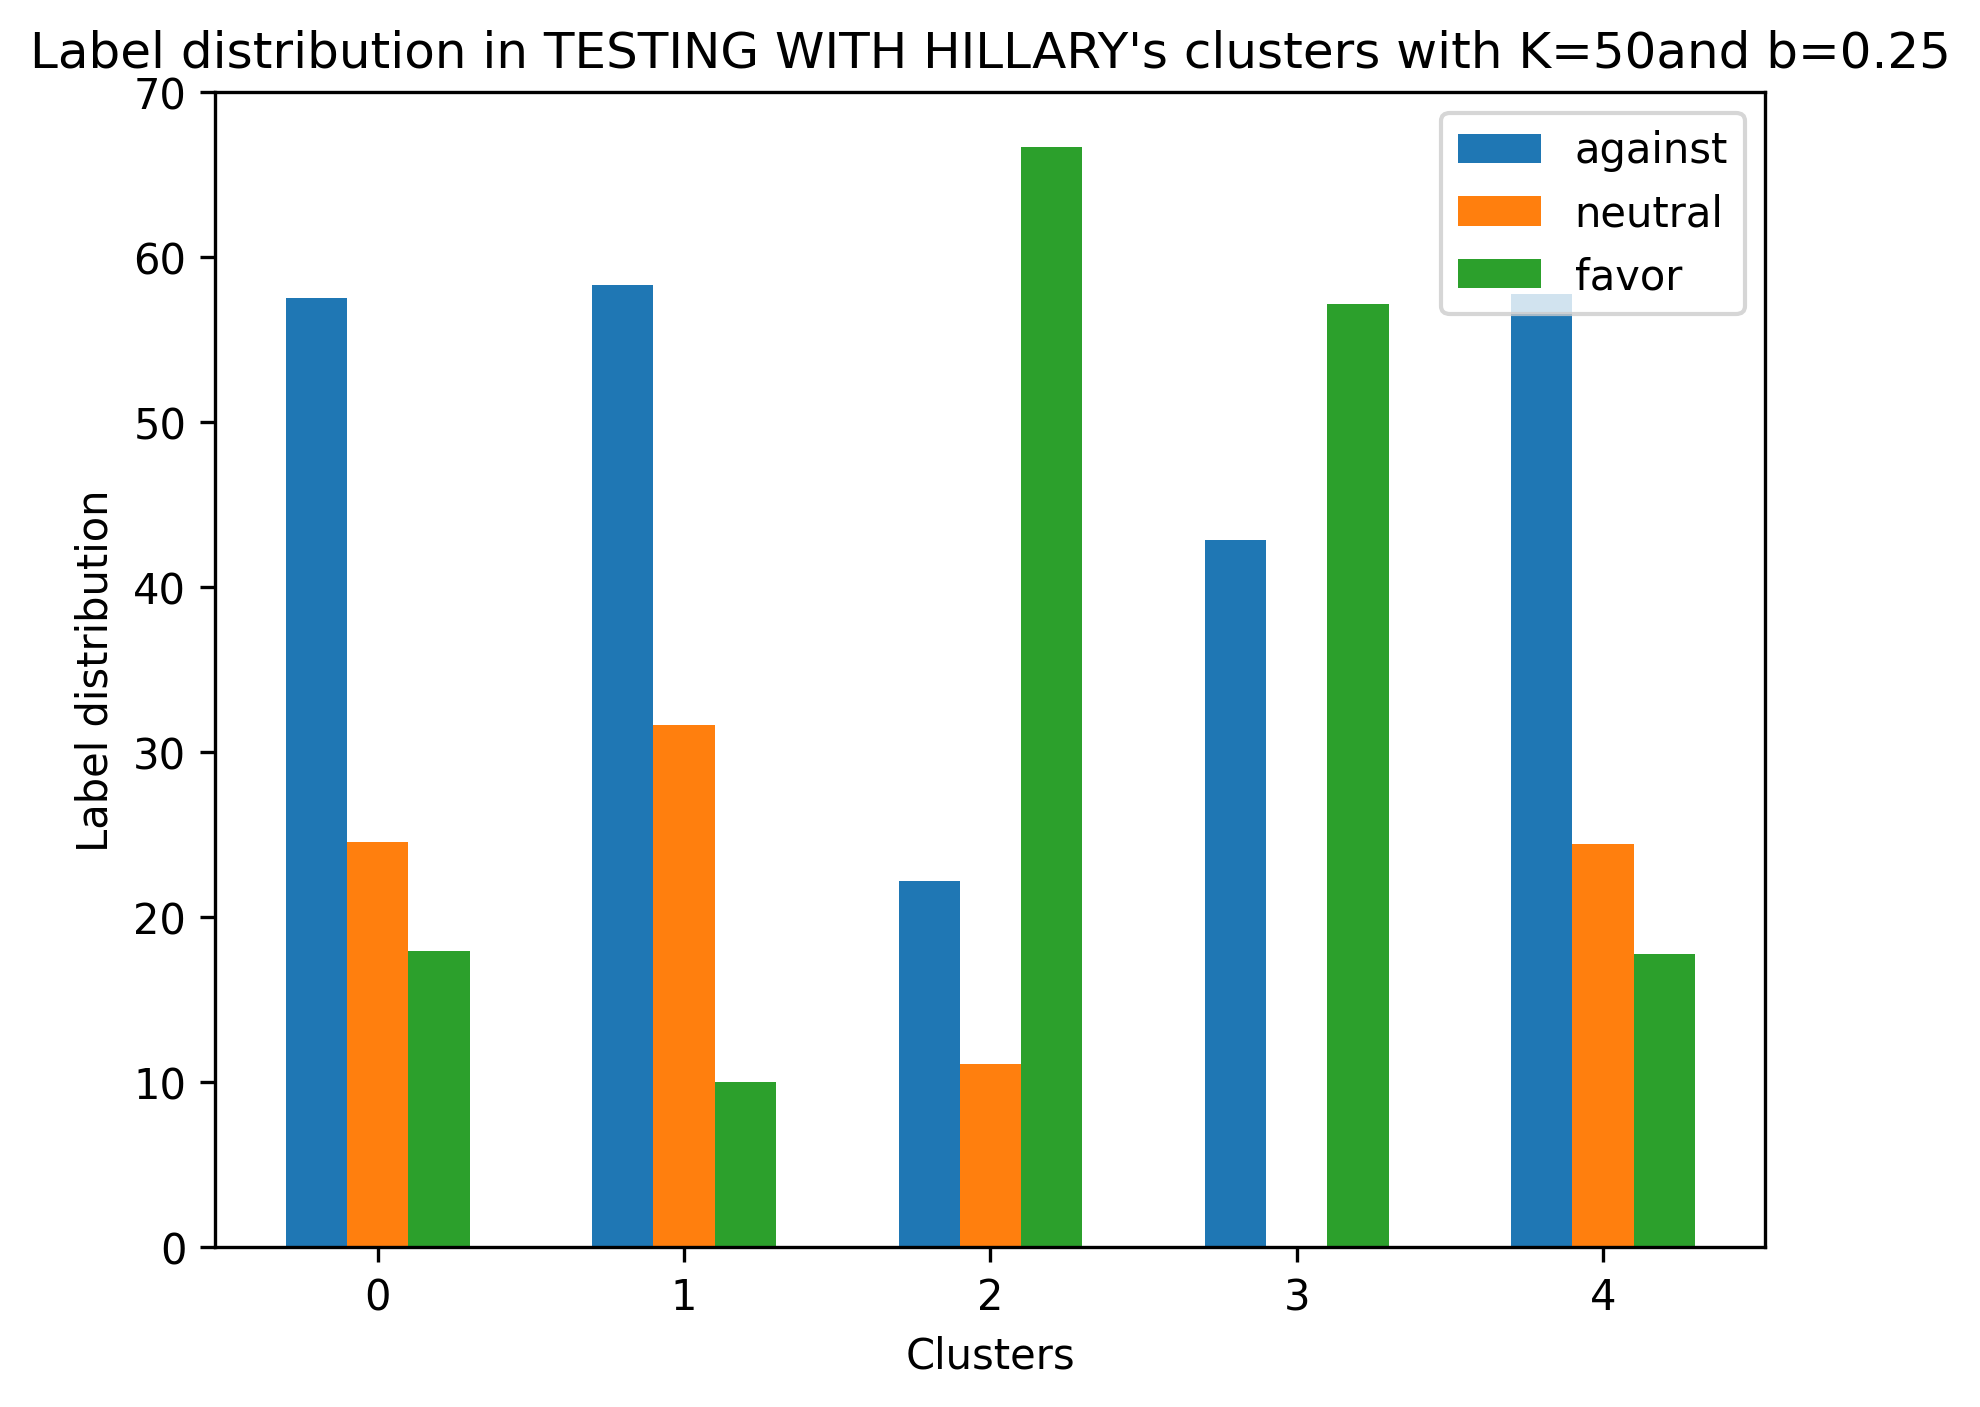 Label distribution in TESTING WITH HILLARY's clusters with K=50and b=0.25
70
60
50
40
30
20
10
0
Label distribution
against
neutral
favor
0 1 2 3 4
Clusters